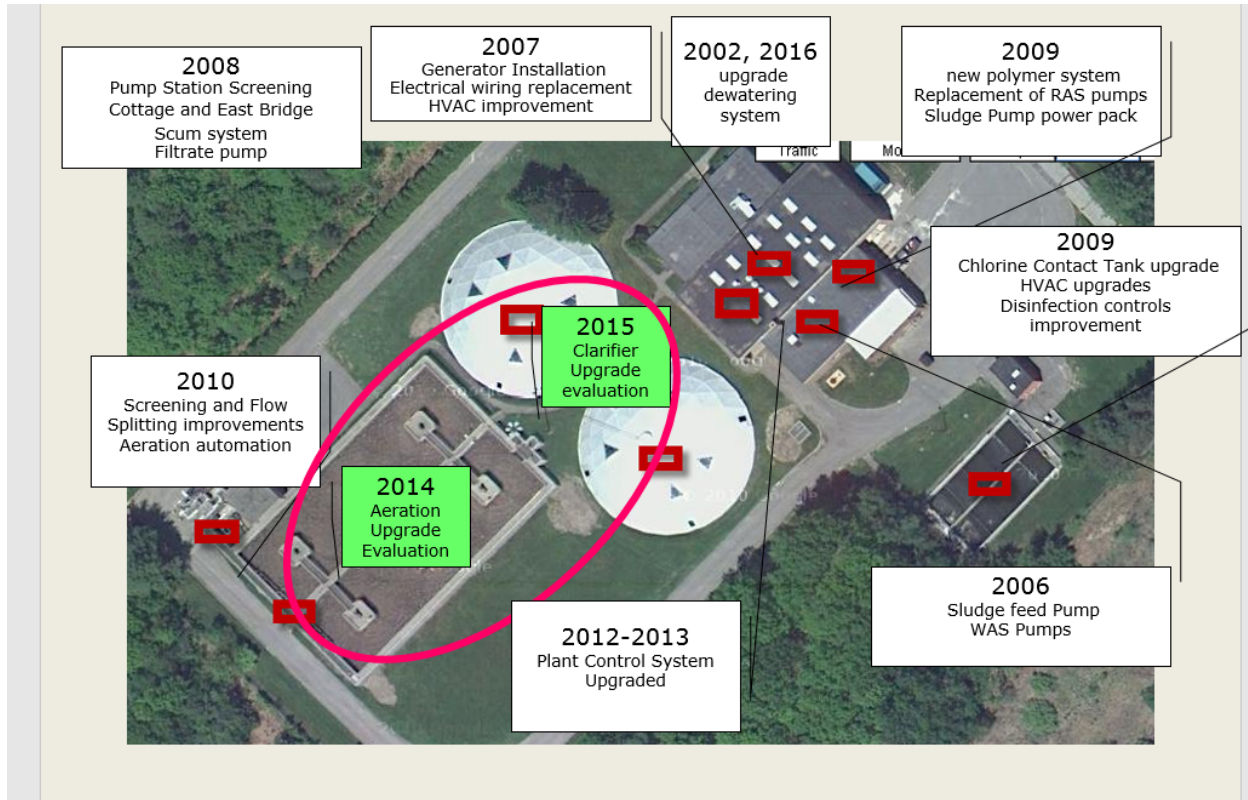 2008
Pump Station Screening
Cottage and East Bridge
Scum system
Filtrate pump
2007
Generator Installation
Electrical wiring replacement
HVAC improvement
2002, 2016
upgrade
dewatering
system
2009
new polymer system
Replacement of RAS pumps
Sludge Pump power pack
Traffic
2009
Chlorine Contact Tank upgrade
HVAC upgrades
Disinfection controls
improvement
2015
Clarifier
Upgrade
evaluation
2010
Screening and Flow
Splitting improvements
Aeration automation
2014
Aeration
Upgrade
Evaluation
2012-2013
Plant Control System
Upgraded
2006
Sludge feed Pump
WAS Pumps